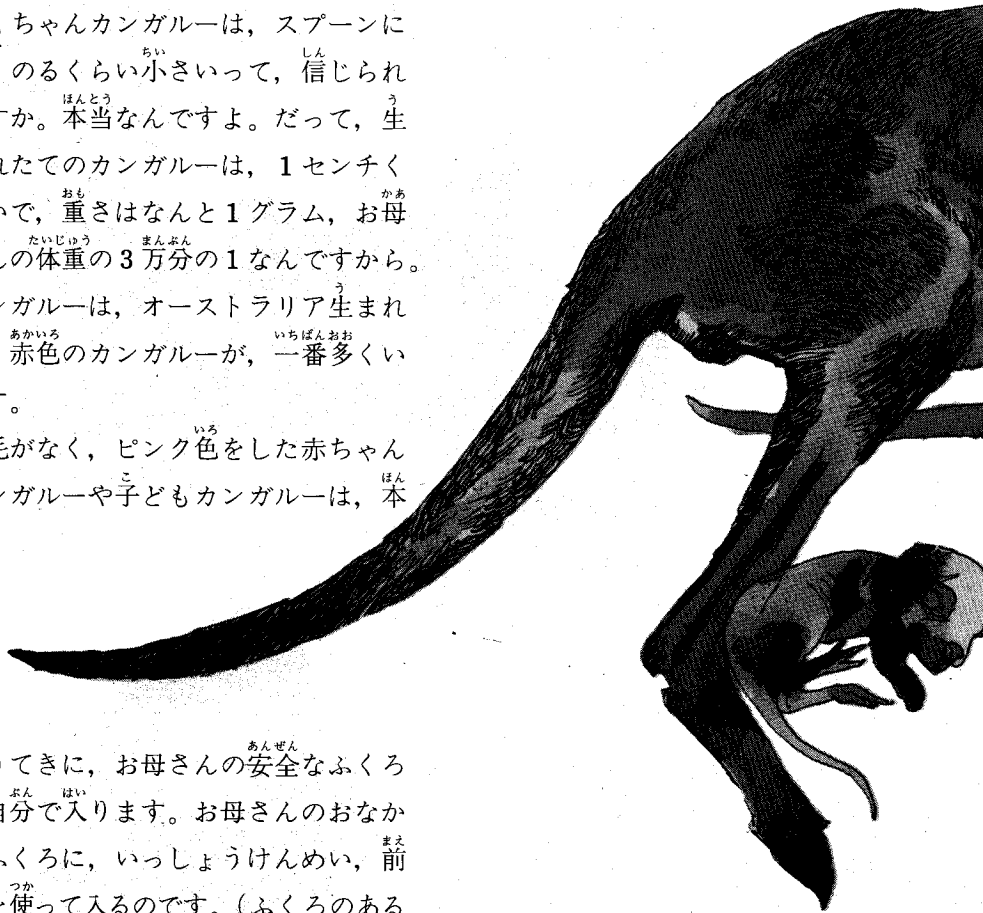 ちゃんカンガルーは，スプーンに
のるくらい小さいって，信じられ
すか。本当なんですよ。だって，生
れたてのカンガルーは，1センチく
いで，重さはなんと1グラム，お母
んの体重の3万分の1なんですから。
ンガルーは，オーストラリア生まれ
赤色のカンガルーが，一番多くい
す。
毛がなく，ピンク色をした赤ちゃん
ンガルーや子どもカンガルーは，本
てきに，お母さんの安全なふくろ
自分で入ります。お母さんのおなか
ふくろに，いっしょうけんめい，前
を使って入るのです。（ふくろのある